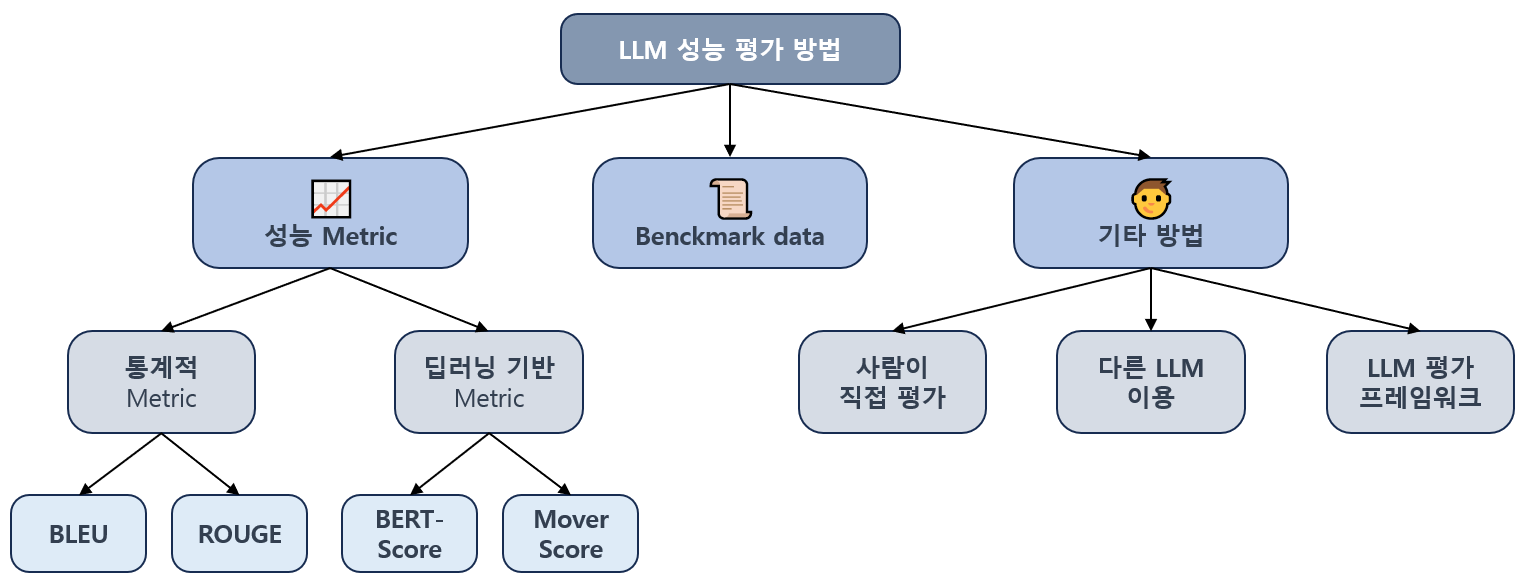 LLM 성능 평가 방법
성능 Metric
Benckmark data
기타 방법
통계적
Metric
딥러닝 기반
Metric
사람이
직접 평가
다른 LLM
이용
LLM 평가
프레임워크
BLEU
ROUGE
BERT-
Score
Mover
Score